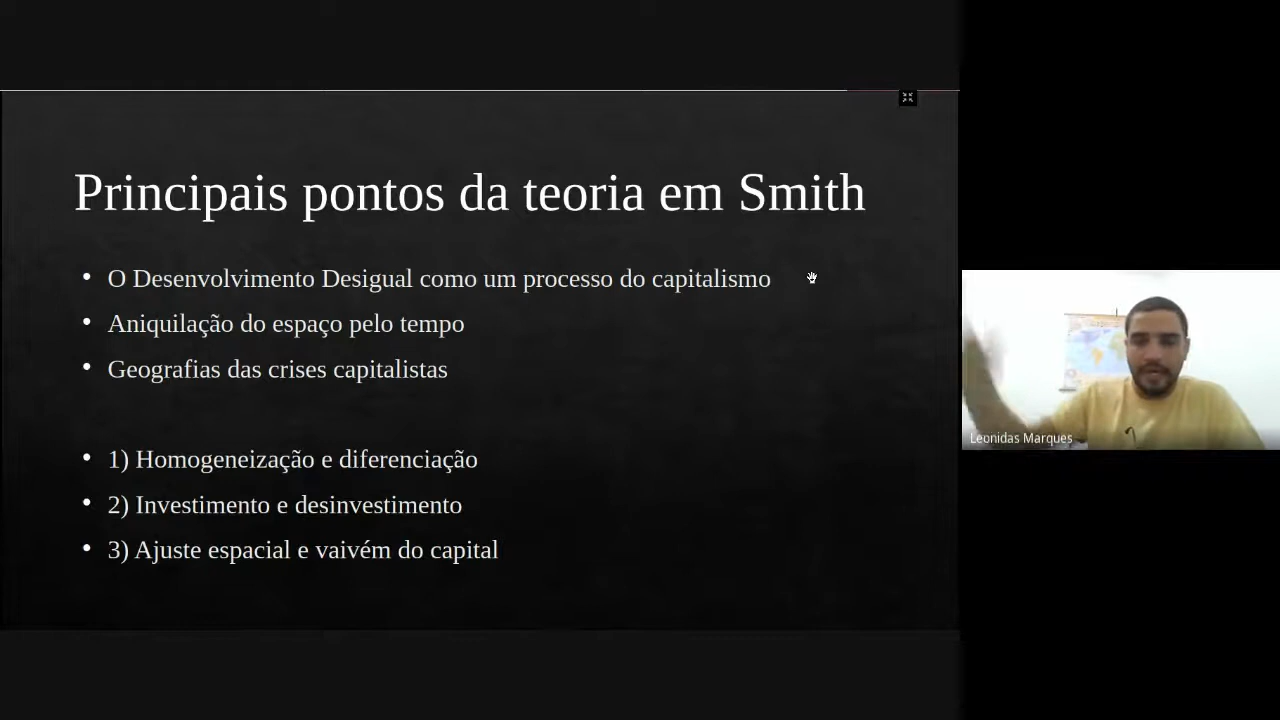 Principais pontos da teoria em Smith
• O Desenvolvimento Desigual como um processo do capitalismo
• Aniquilação do espaço pelo tempo
• Geografias das crises capitalistas
• 1) Homogeneização e diferenciação
• 2) Investimento e desinvestimento
• 3) Ajuste espacial e vaivém do capital
Leonidas Marques